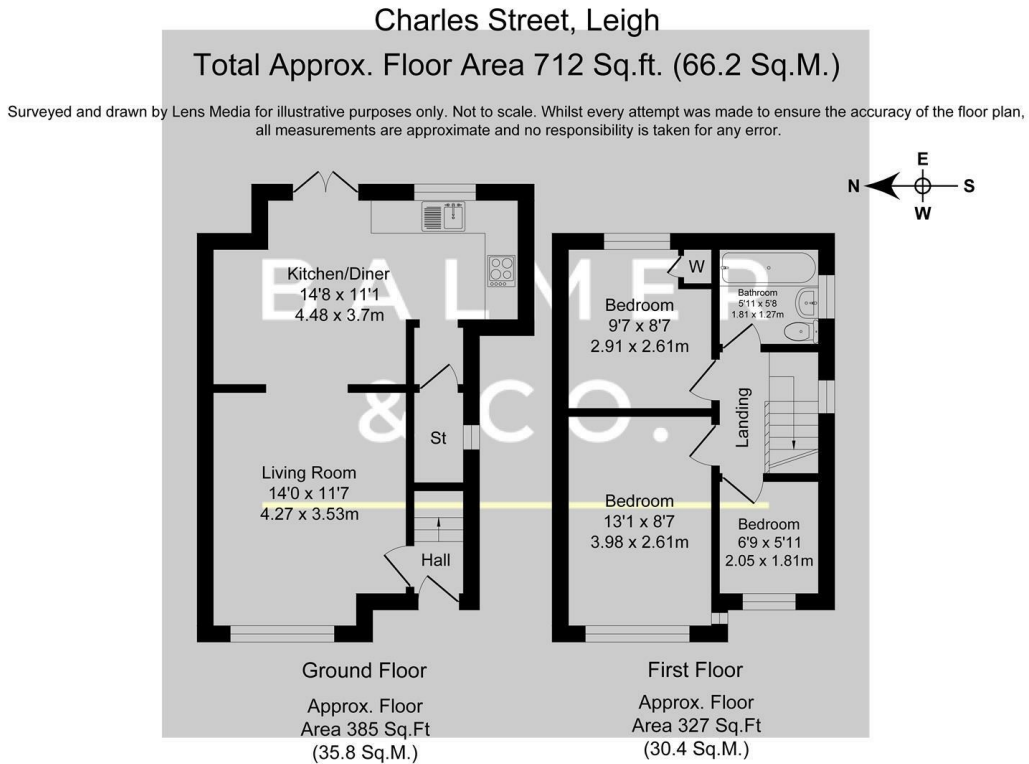 Charles Street, Leigh
Total Approx. Floor Area 712 Sq.ft. (66.2 Sq.M.)
Surveyed and drawn by Lens Media for illustrative purposes only. Not to scale. Whilst every attempt was made to ensure the accuracy of the floor plan,
all measurements are approximate and no responsibility is taken for any error.
E
N
S
W
BALMER
& CO.
Kitchen/Diner
14'8 x 11'1
4.48 x 3.7m
St
Living Room
14'0 x 11'7
4.27 x 3.53m
Hall
W
Bedroom
9'7 x 8'7
2.91 x 2.61m
Bathroom
5'11 x 5'8
1.81 x 1.27m
Landing
Bedroom
13'1 x 8'7
3.98 x 2.61m
Bedroom
6'9 x 5'11
2.05 x 1.81m
Ground Floor
Approx. Floor
Area 385 Sq.Ft
(35.8 Sq.M.)
First Floor
Approx. Floor
Area 327 Sq.Ft
(30.4 Sq.M.)